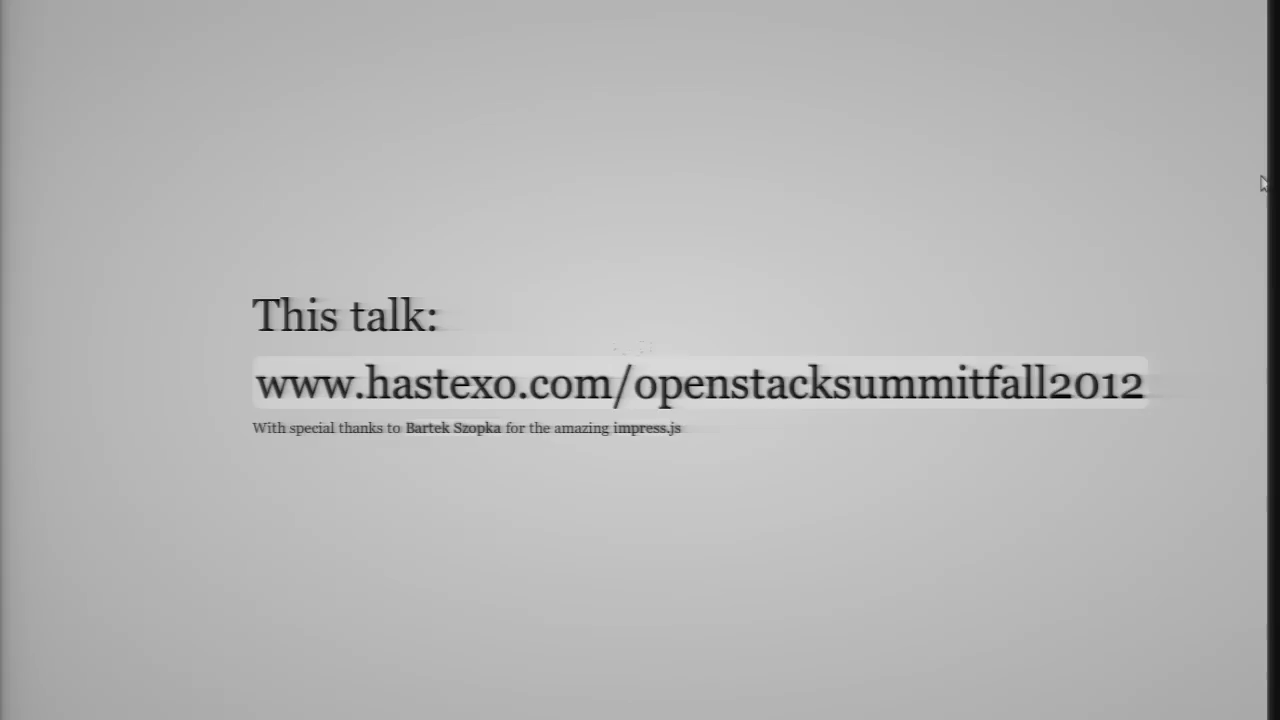 This talk:
www.hastexo.com/openstacksummitfall2012
With special thanks to Bartek Szopka for the amazing impress.js